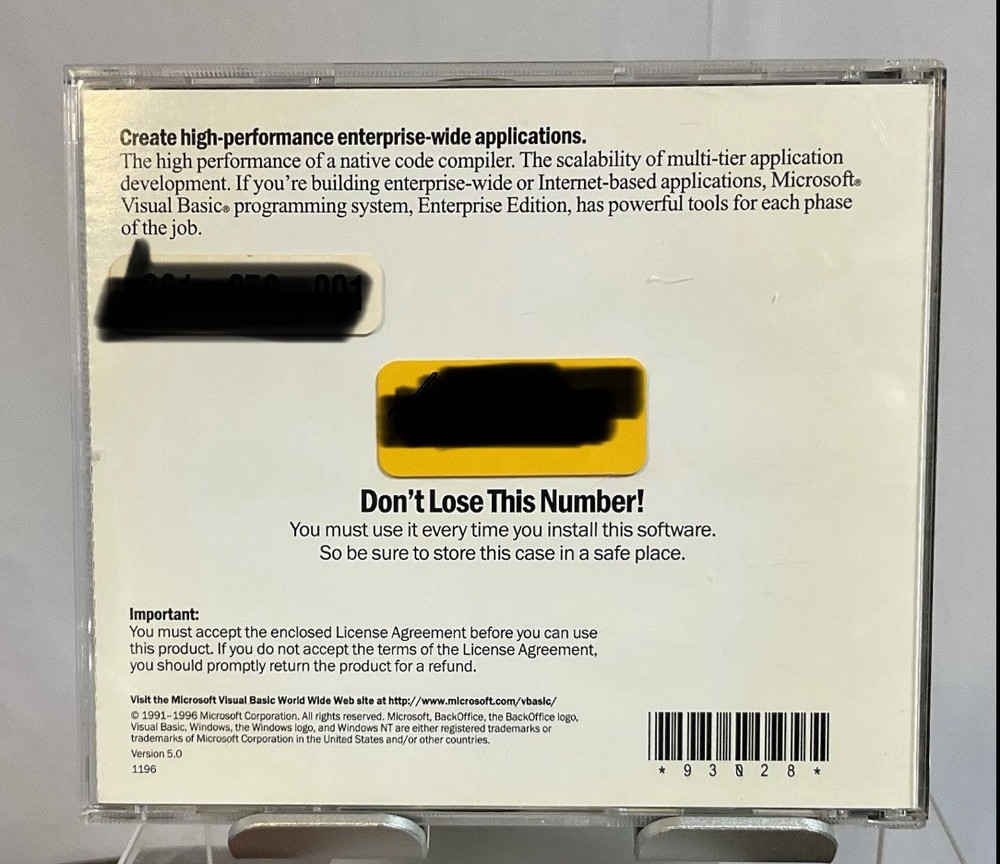 Create high-performance enterprise-wide applications.
The high performance of a native code compiler. The scalability of multi-tier application
development. If you're building enterprise-wide or Internet-based applications, Microsoft®
Visual Basic® programming system, Enterprise Edition, has powerful tools for each phase
of the job.
Don't Lose This Number!
You must use it every time you install this software.
So be sure to store this case in a safe place.
Important:
You must accept the enclosed License Agreement before you can use
this product. If you do not accept the terms of the License Agreement,
you should promptly return the product for a refund.
Visit the Microsoft Visual Basic World Wide Web site at http://www.microsoft.com/vbasic/
© 1991–1996 Microsoft Corporation. All rights reserved. Microsoft, BackOffice, the BackOffice logo,
Visual Basic, Windows, the Windows logo, and Windows NT are either registered trademarks or
trademarks of Microsoft Corporation in the United States and/or other countries.
Version 5.0
1196
* 9 3 0 2 8 *